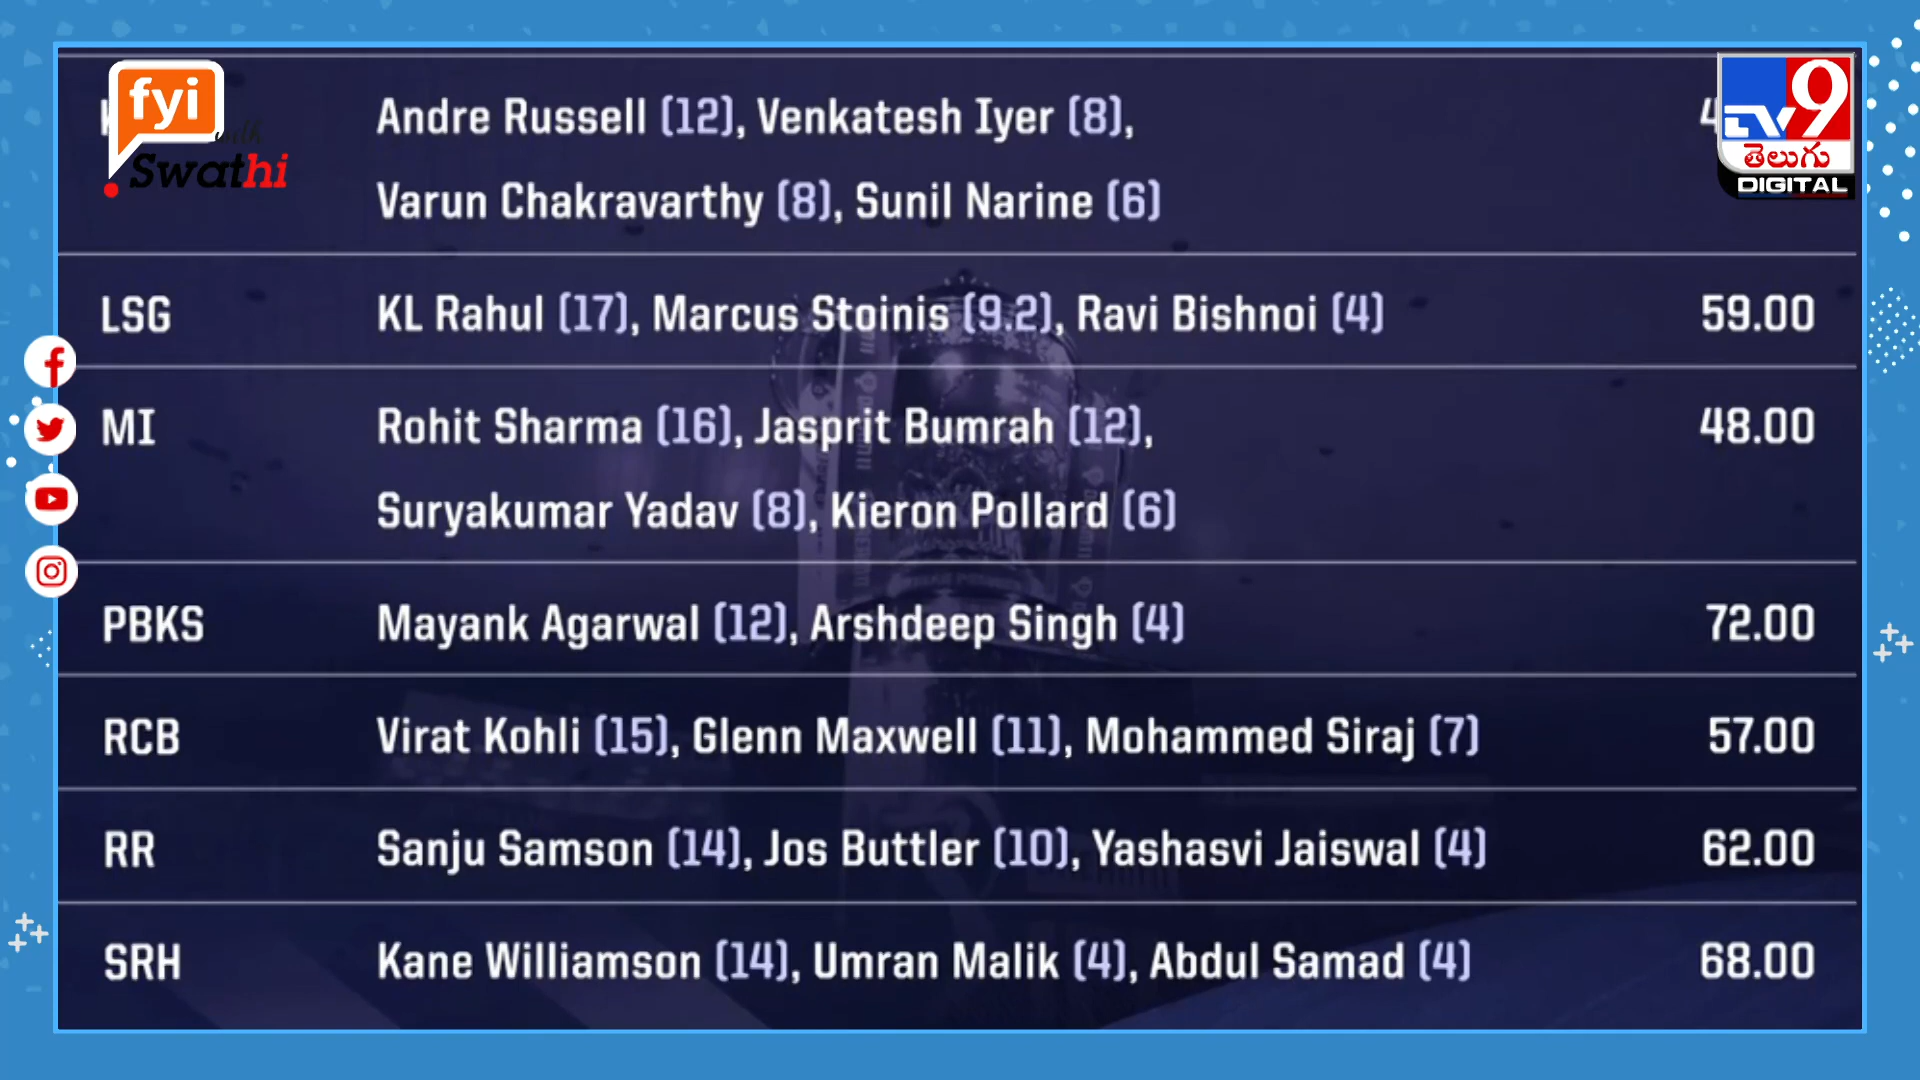 fyi
with
Swathi
TV9
తెలుగు
DIGITAL
Andre Russell (12), Venkatesh Iyer (8),
Varun Chakravarthy (8), Sunil Narine (6)
LSG KL Rahul (17), Marcus Stoinis (9.2), Ravi Bishnoi (4) 59.00
MI Rohit Sharma (16), Jasprit Bumrah (12), 48.00
Suryakumar Yadav (8), Kieron Pollard (6)
PBKS Mayank Agarwal (12), Arshdeep Singh (4) 72.00
RCB Virat Kohli (15), Glenn Maxwell (11), Mohammed Siraj (7) 57.00
RR Sanju Samson (14), Jos Buttler (10), Yashasvi Jaiswal (4) 62.00
SRH Kane Williamson (14), Umran Malik (4), Abdul Samad (4) 68.00